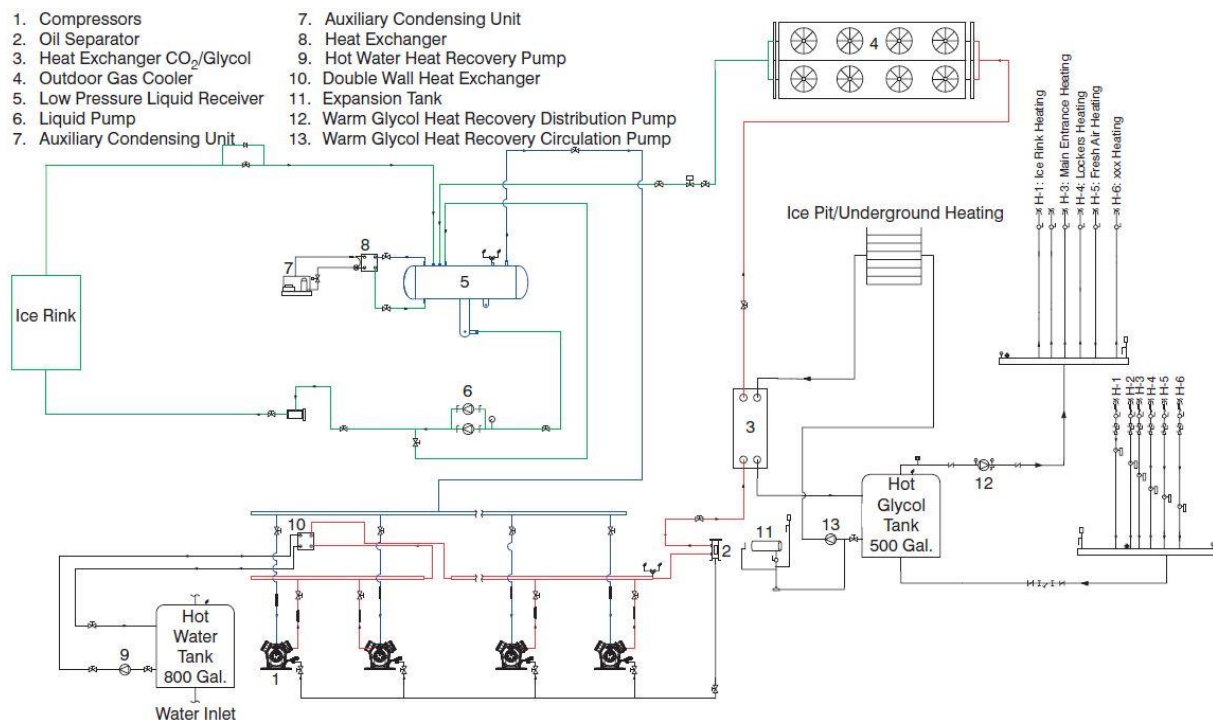 1. Compressors
2. Oil Separator
3. Heat Exchanger CO2/Glycol
4. Outdoor Gas Cooler
5. Low Pressure Liquid Receiver
6. Liquid Pump
7. Auxiliary Condensing Unit
7. Auxiliary Condensing Unit
8. Heat Exchanger
9. Hot Water Heat Recovery Pump
10. Double Wall Heat Exchanger
11. Expansion Tank
12. Warm Glycol Heat Recovery Distribution Pump
13. Warm Glycol Heat Recovery Circulation Pump
4
H-1: Ice Rink Heating
H-3: Main Entrance Heating
H-4: Lockers Heating
H-5: Fresh Air Heating
H-6: xxx Heating
Ice Pit/Underground Heating
8
7
5
Ice Rink
6
3
H-1
H-2
H-3
H-4
H-5
H-6
12
Hot
Glycol
Tank
500 Gal.
13
11
2
10
Hot
Water
Tank
800 Gal.
9
1
Water Inlet